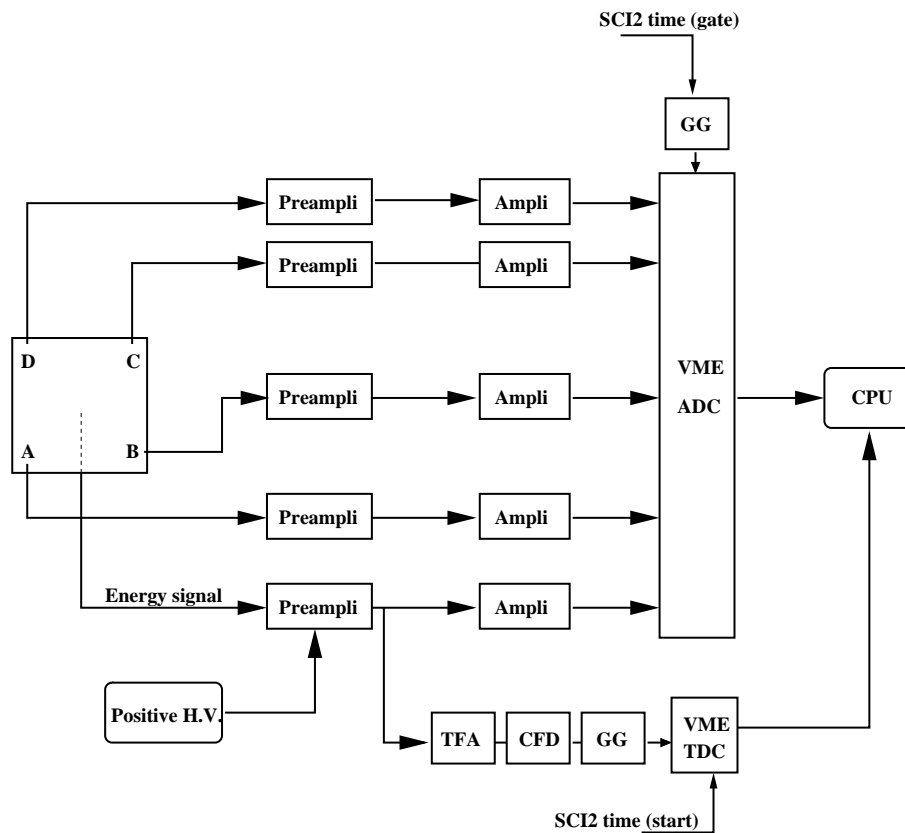 SCI2 time (gate)
GG
Preampli
Ampli
Preampli
Ampli
D
C
VME
ADC
Preampli
Ampli
CPU
A
B
Preampli
Ampli
Energy signal
Preampli
Ampli
Positive H.V.
TFA
CFD
GG
VME
TDC
SCI2 time (start)